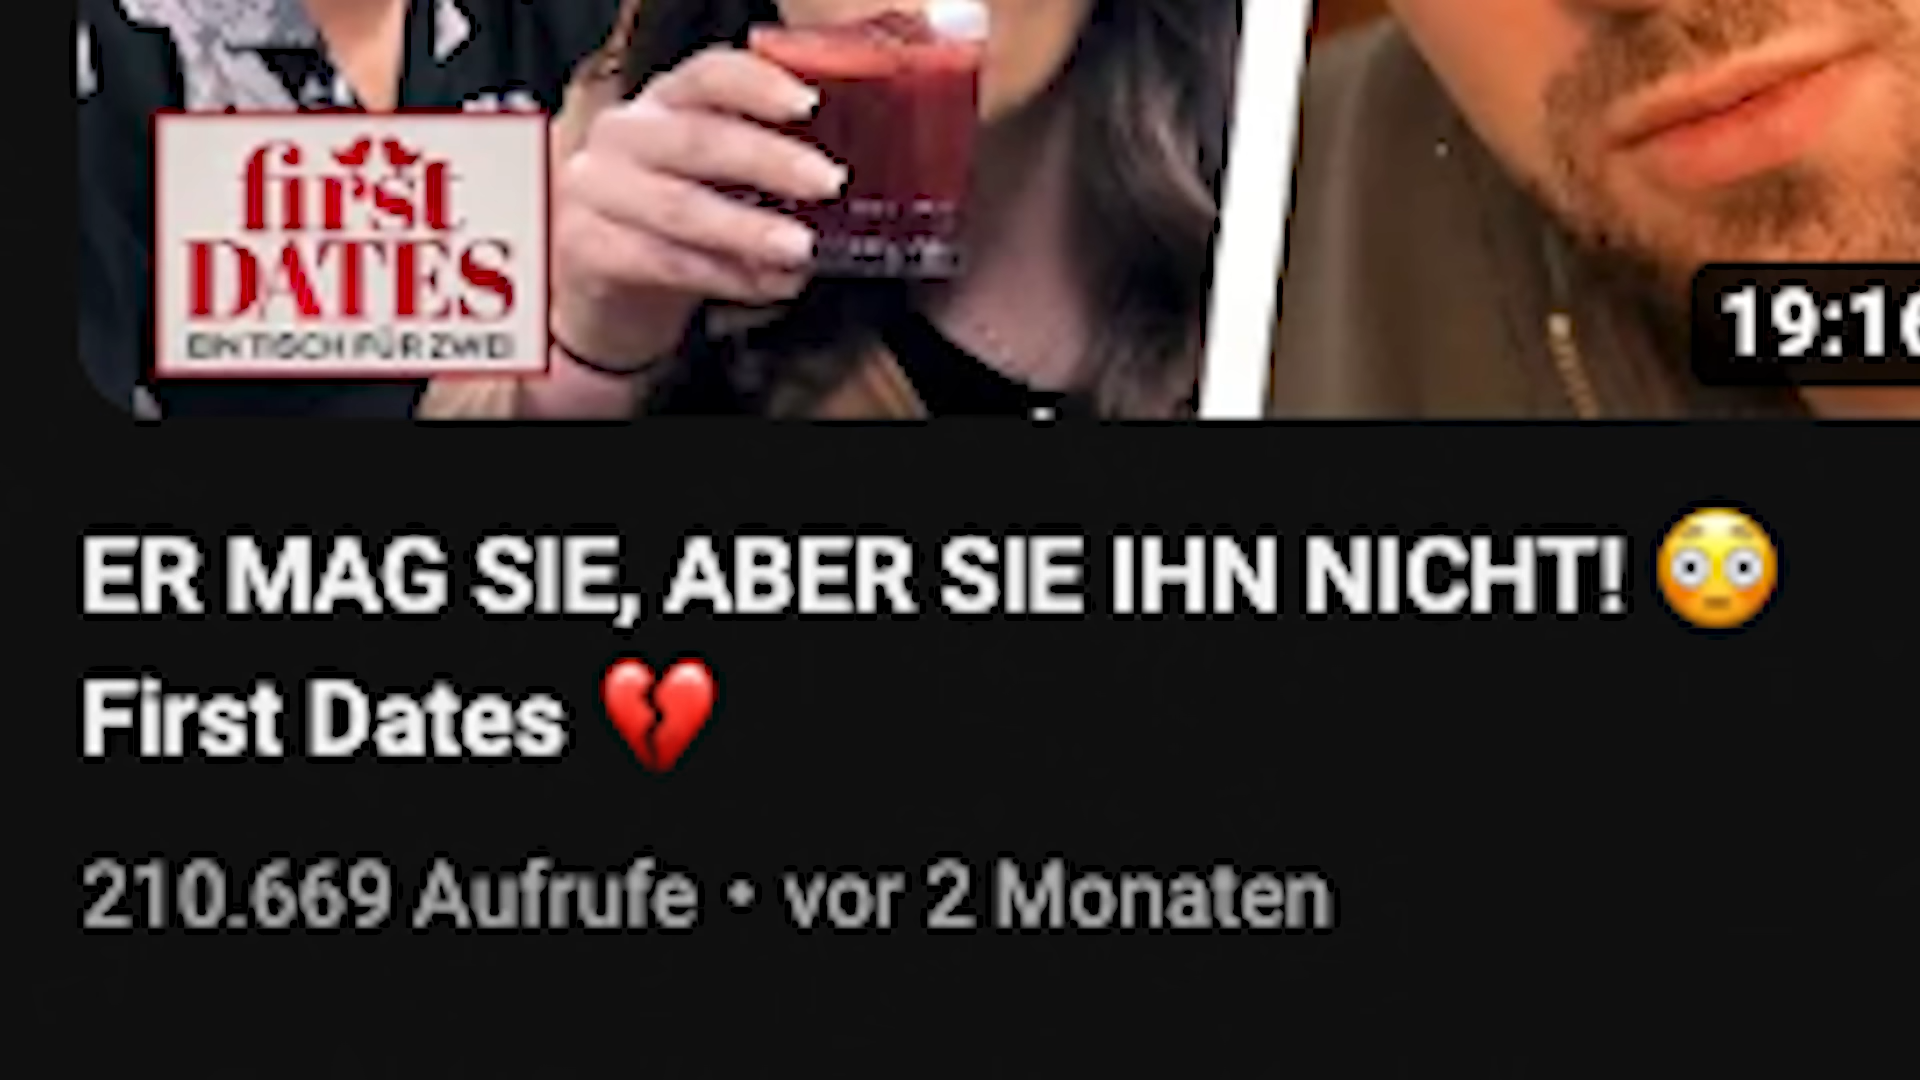 first
DATES
EIN TISCH FÜR ZWEI
19:16
ER MAG SIE, ABER SIE IHN NICHT! 😳
First Dates 💔
210.669 Aufrufe • vor 2 Monaten